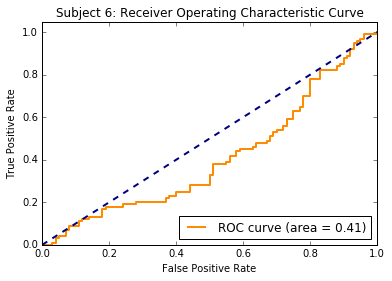 Subject 6: Receiver Operating Characteristic Curve
True Positive Rate
1.0
0.8
0.6
0.4
0.2
0.0
0.0 0.2 0.4 0.6 0.8 1.0
False Positive Rate
ROC curve (area = 0.41)